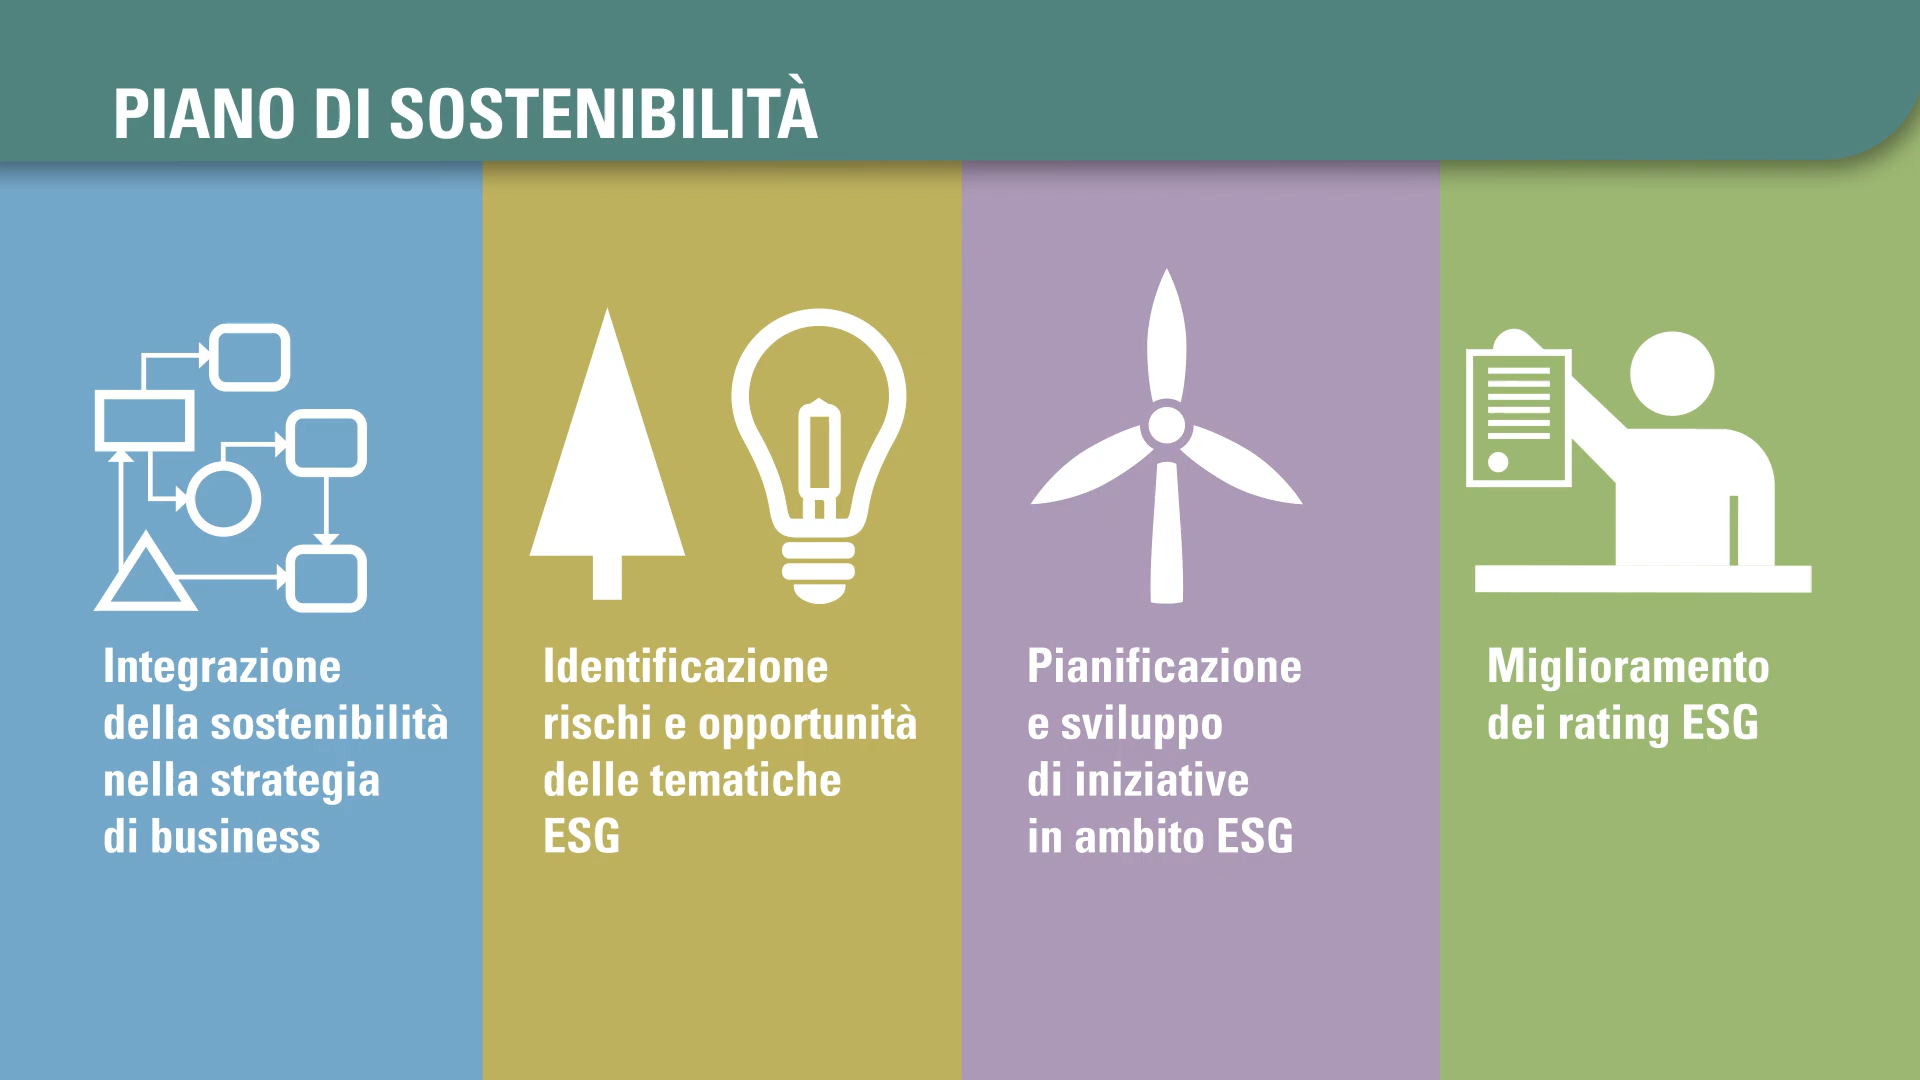 PIANO DI SOSTENIBILITÀ
Integrazione
della sostenibilità
nella strategia
di business
Identificazione
rischi e opportunità
delle tematiche
ESG
Pianificazione
e sviluppo
di iniziative
in ambito ESG
Miglioramento
dei rating ESG